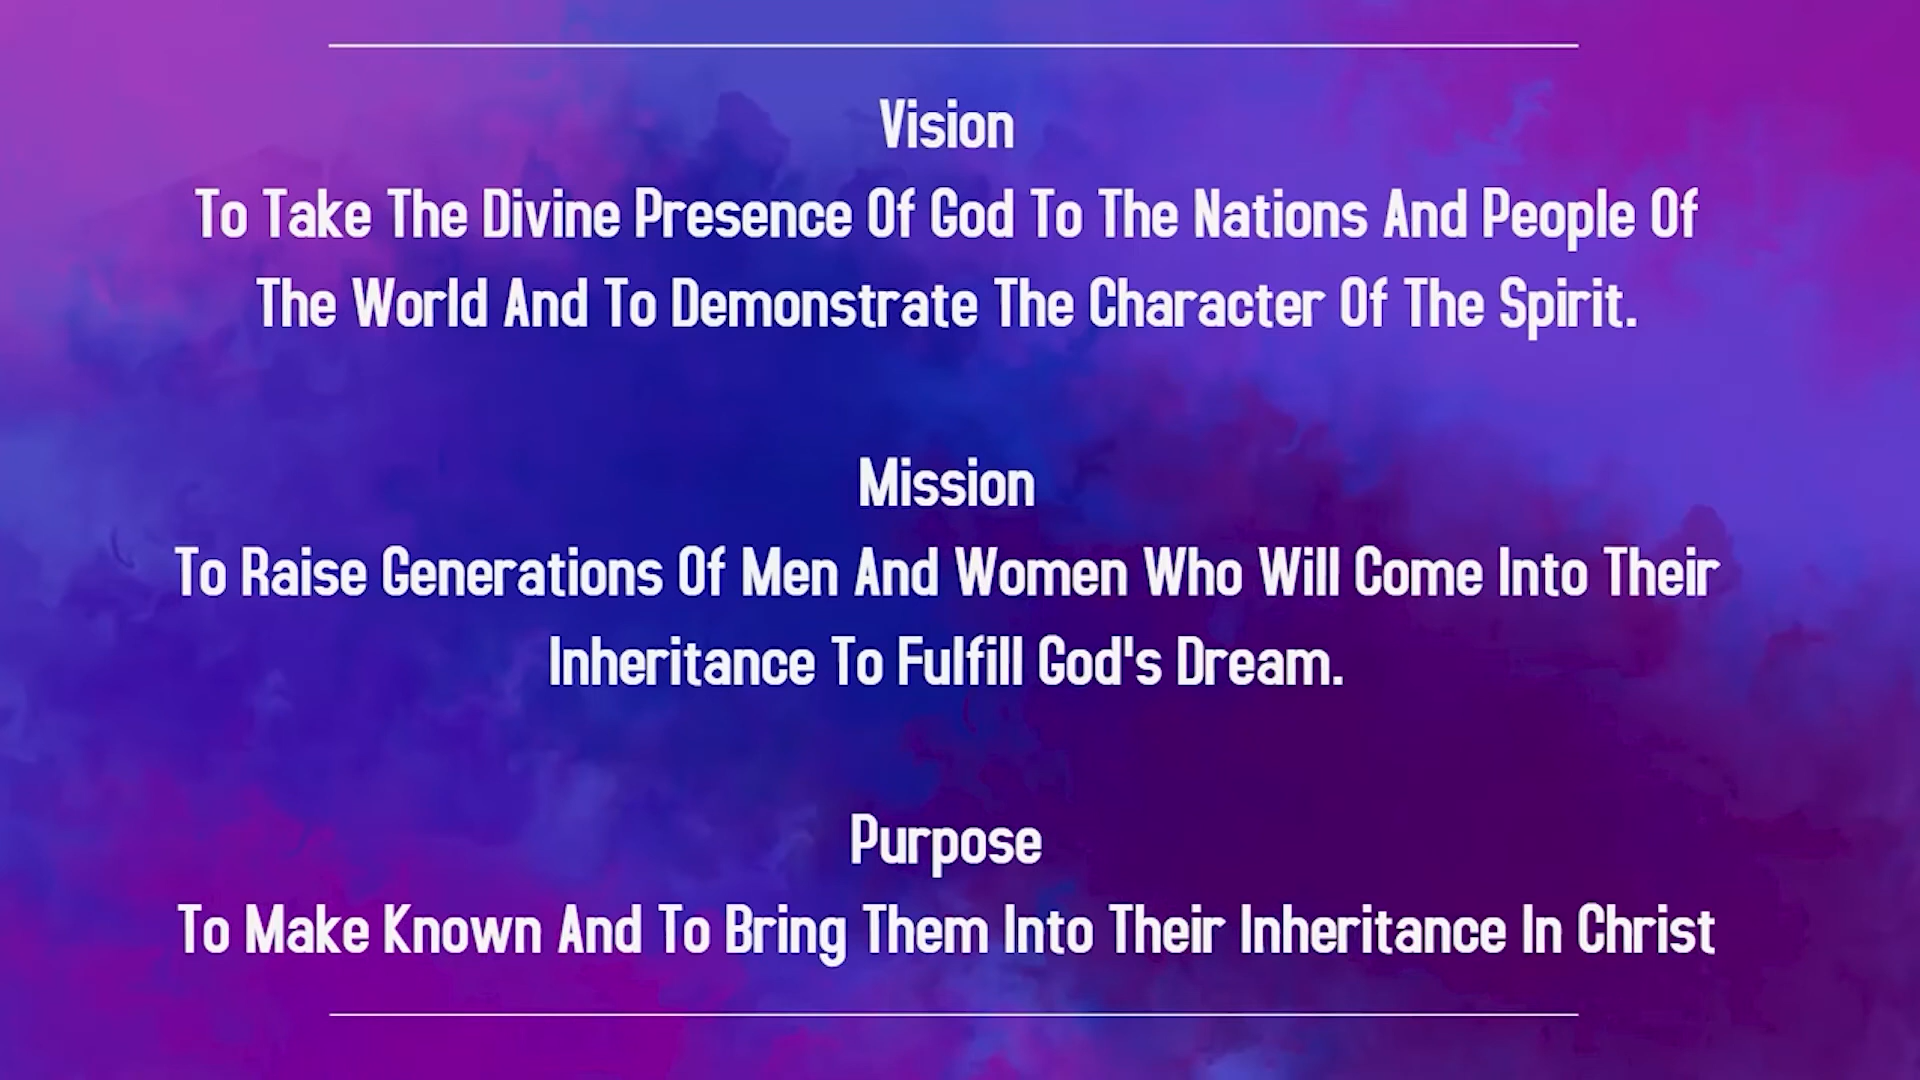 Vision
To Take The Divine Presence Of God To The Nations And People Of
The World And To Demonstrate The Character Of The Spirit.
Mission
To Raise Generations Of Men And Women Who Will Come Into Their
Inheritance To Fulfill God's Dream.
Purpose
To Make Known And To Bring Them Into Their Inheritance In Christ